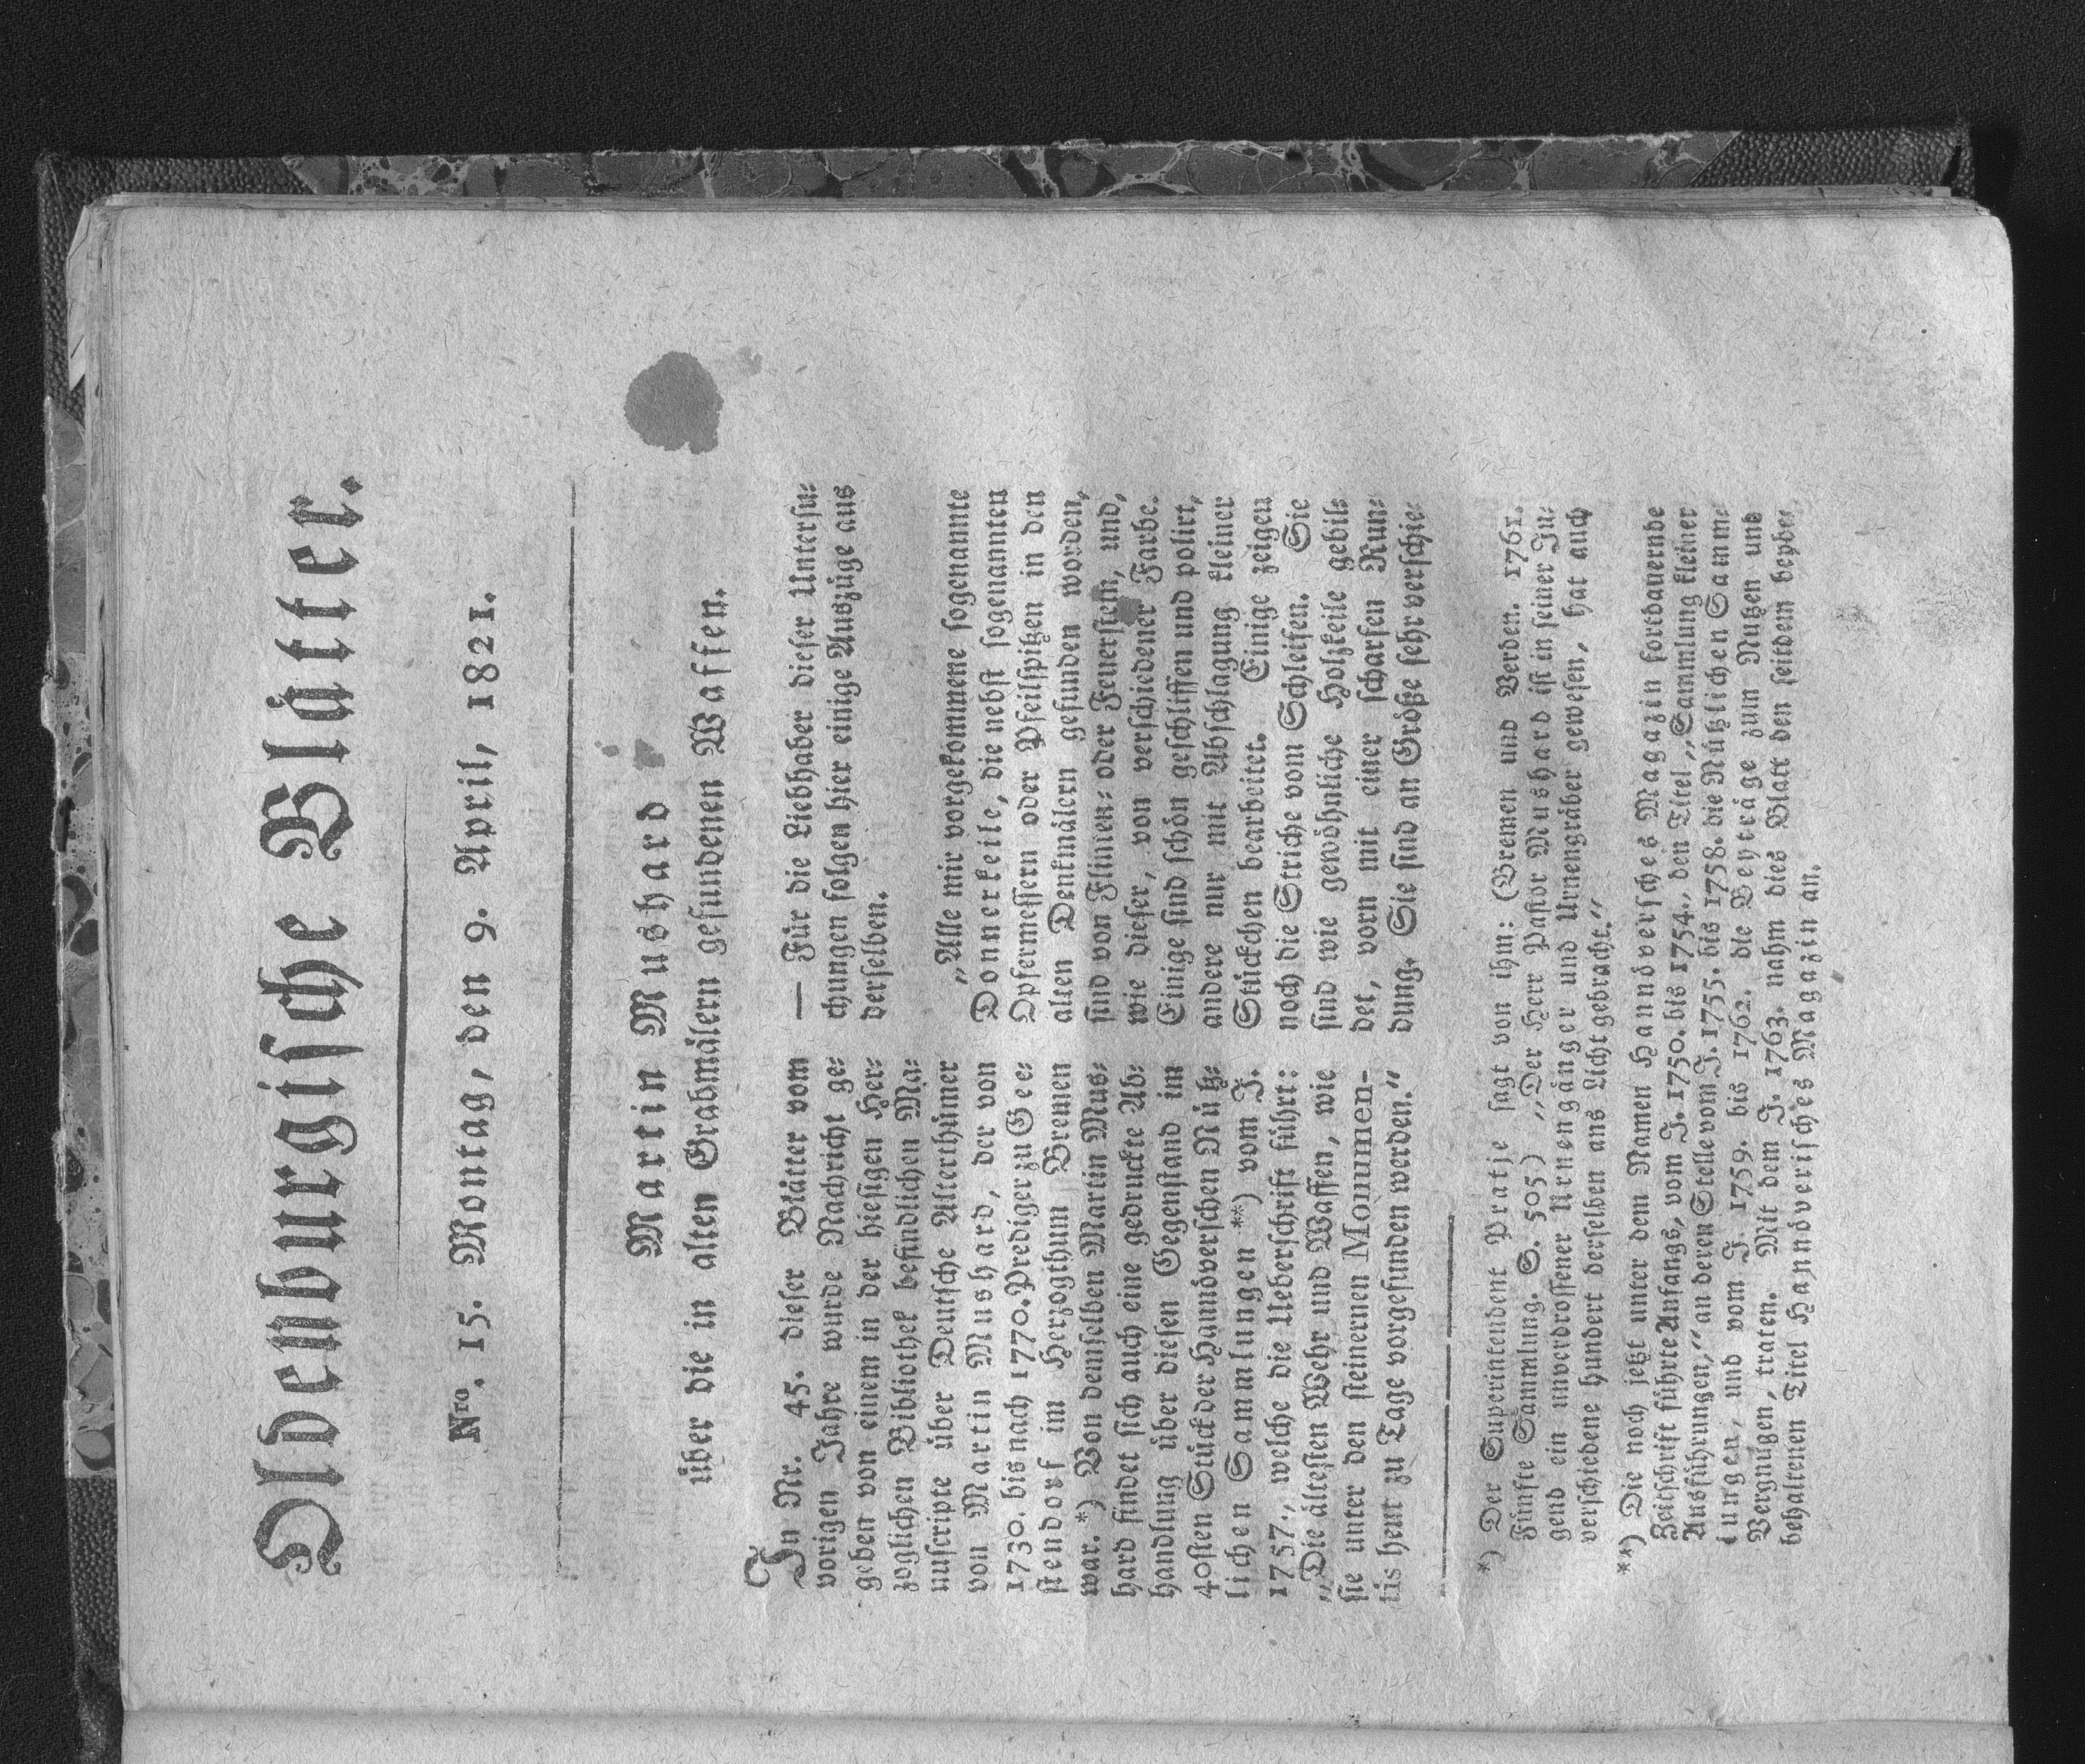 Oldenburgische Blätter.
Nro. 15. Montag, den 9. April, 1821.
Martin Mushard
über die in alten Grabmälern gefundenen Waffen.
In Nr. 45. dieser Blätter vom
vorigen Jahre wurde Nachricht ge-
geben von einem in der hiesigen Her-
zoglichen Bibliothek befindlichen Ma-
nuscripte über Deutsche Alterthümer
von Martin Mushard, der von
1730. bis nach 1770. Prediger zu Gee-
stendorf im Herzogthum Bremen
war. *) Von demselben Martin Mus-
hard findet sich auch eine gedruckte Ab-
handlung über diesen Gegenstand im
40sten Stück der Hannöverschen Nütz-
lichen Sammlungen **) vom J.
1757., welche die Ueberschrift führt:
„Die ältesten Wehr und Waffen, wie
sie unter den steinernen Monumen-
tis heut zu Tage vorgefunden werden.“
— Für die Liebhaber dieser Untersu-
chungen folgen hier einige Auszüge aus
derselben.
„Alle mir vorgekommene sogenannte
Donnerkeile, die nebst sogenannten
Opfermessern oder Pfeilspitzen in den
alten Denkmälern gefunden worden,
sind von Flinten- oder Feuerstein, und,
wie dieser, von verschiedener Farbe.
Einige sind schön geschliffen und polirt,
andere nur mit Abschlagung kleiner
Stückchen bearbeitet. Einige zeigen
noch die Striche vom Schleifen. Sie
sind wie gewöhnliche Holzkeile gebil-
det, vorn mit einer scharfen Run-
dung. Sie sind an Größe sehr verschie-
*) Der Superintendent Pratje sagt von ihm: (Bremen und Verden. 1761.
Fünfte Sammlung. S. 505) „Der Herr Pastor Mushard ist in seiner Ju-
gend ein unverdrossener Urnengänger und Urnengräber gewesen, hat auch
verschiedene hundert derselben ans Licht gebracht.“
**) Die noch jetzt unter dem Namen Hannöversches Magazin fortdauernde
Zeitschrift führte Anfangs, vom J. 1750. bis 1754., den Titel „Sammlung kleiner
Ausführungen,“ an deren Stelle vom J. 1755. bis 1758. die Nützlichen Samm-
lungen, und vom J. 1759. bis 1762. die Beyträge zum Nutzen und
Vergnügen, traten. Mit dem J. 1763. nahm dies Blatt den seitdem beybe-
behaltenen Titel Hannöverisches Magazin an.